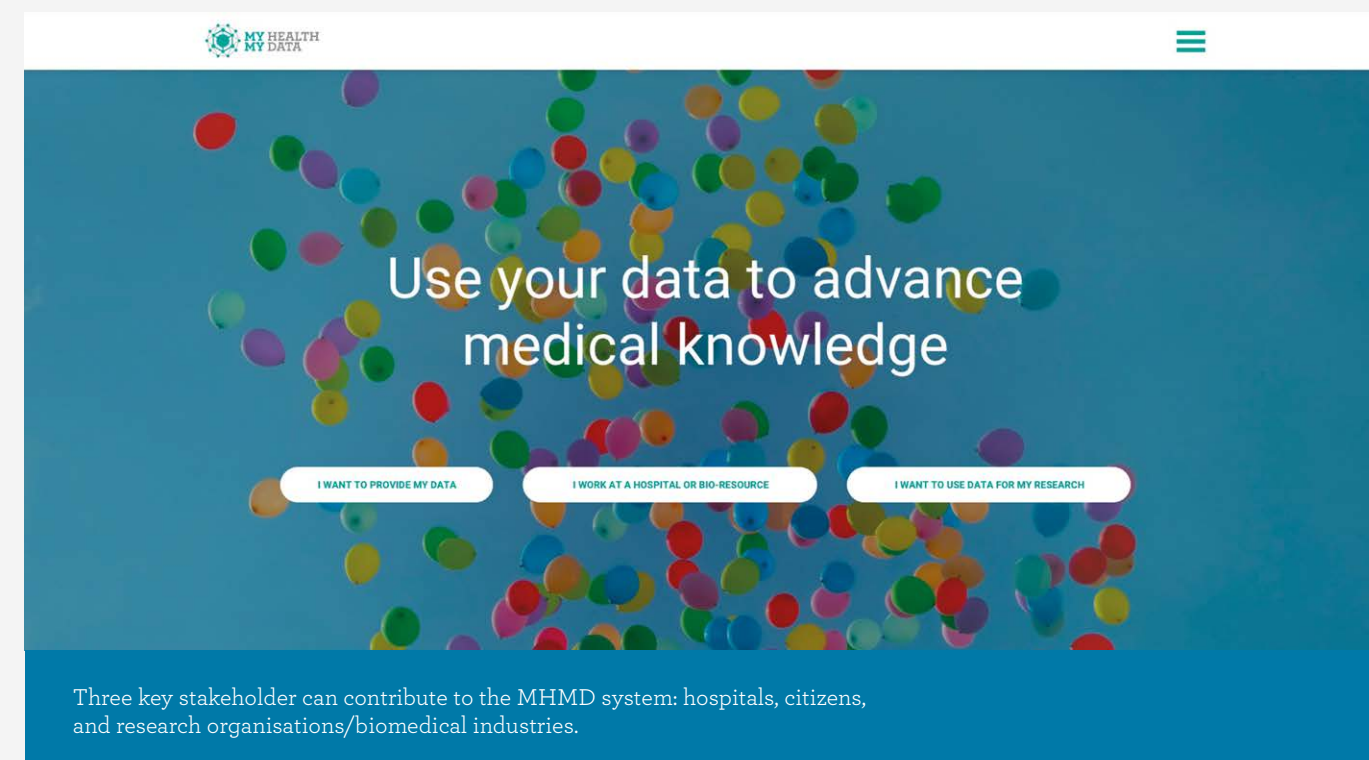 MY HEALTH
MY DATA
Use your data to advance
medical knowledge
I WANT TO PROVIDE MY DATA
I WORK AT A HOSPITAL OR BIO-RESOURCE
I WANT TO USE DATA FOR MY RESEARCH
Three key stakeholder can contribute to the MHMD system: hospitals, citizens,
and research organisations/biomedical industries.